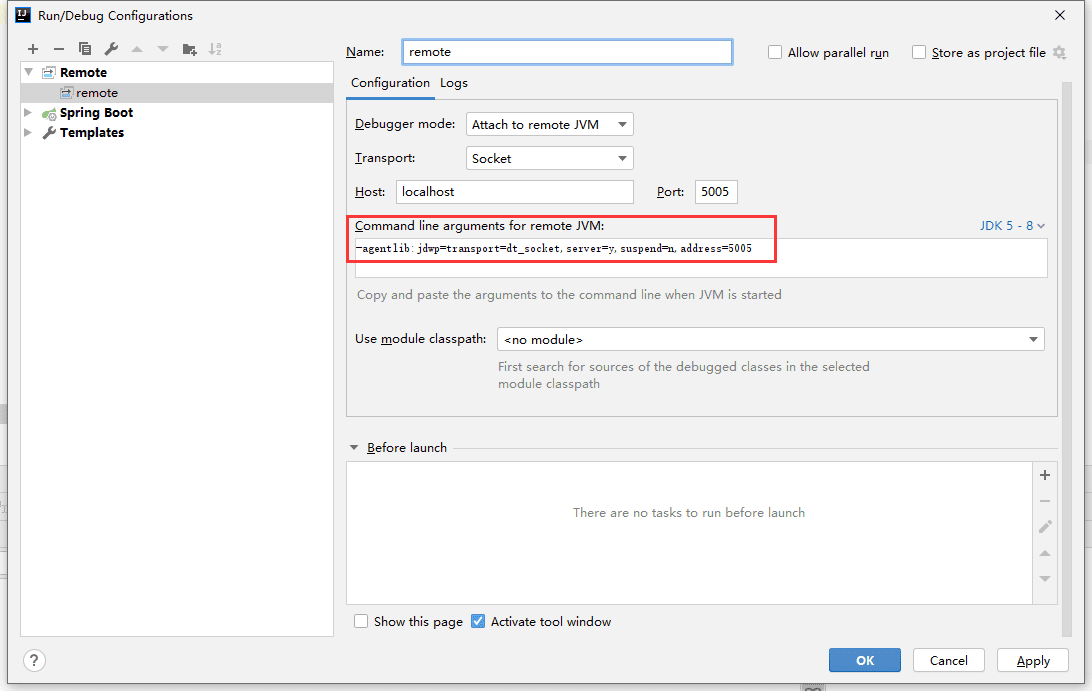 Run/Debug Configurations
Remote
remote
Spring Boot
Templates
Name: remote
Allow parallel run
Store as project file
Configuration Logs
Debugger mode: Attach to remote JVM
Transport: Socket
Host: localhost Port: 5005
Command line arguments for remote JVM: JDK 5 - 8
-agentlib:jdwp=transport=dt_socket,server=y,suspend=n,address=5005
Copy and paste the arguments to the command line when JVM is started
Use module classpath: <no module>
First search for sources of the debugged classes in the selected
module classpath
Before launch
There are no tasks to run before launch
Show this page Activate tool window
? OK Cancel Apply